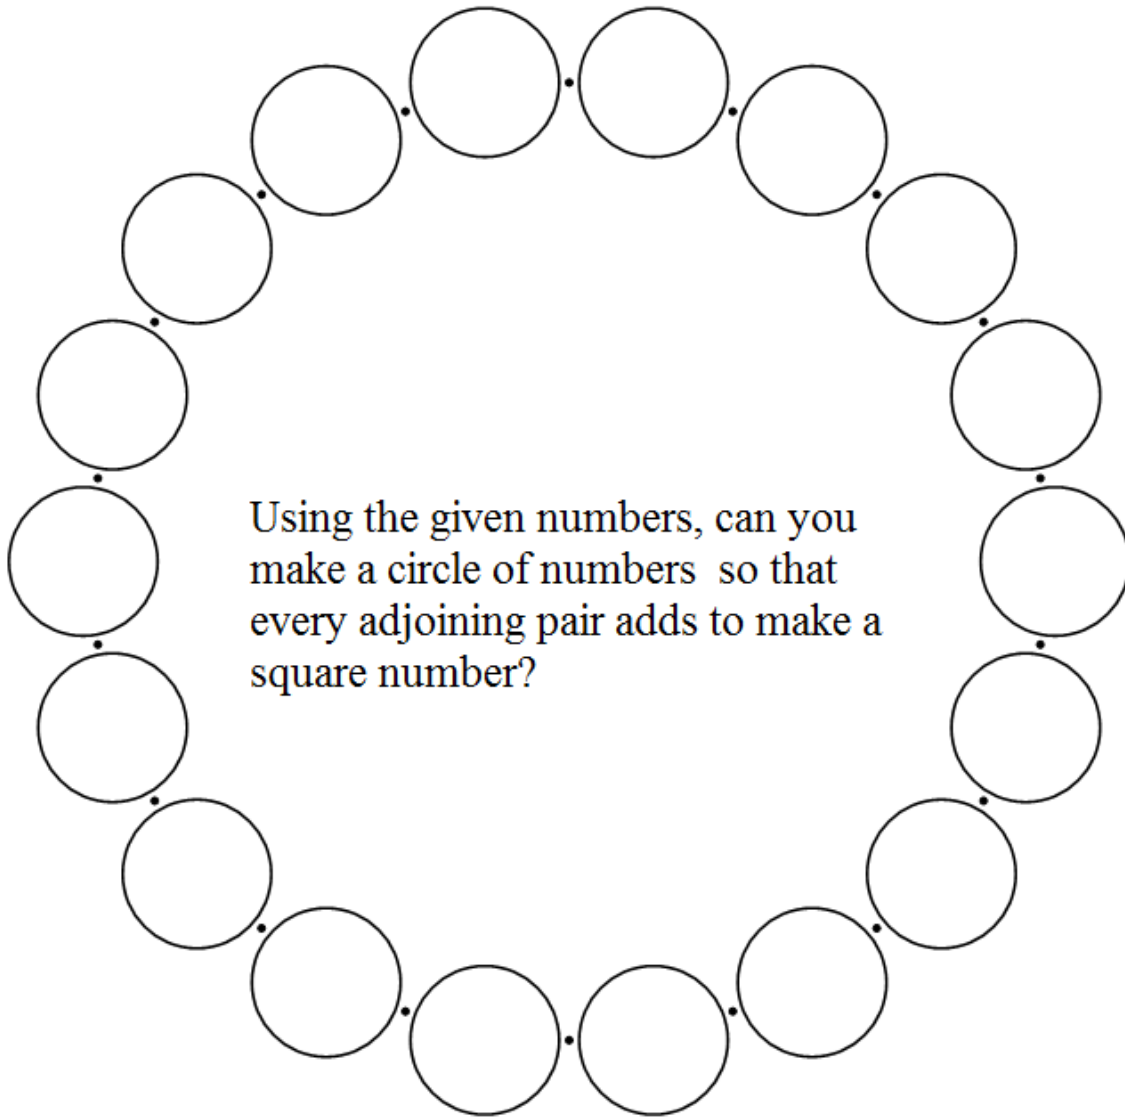 Using the given numbers, can you
make a circle of numbers  so that
every adjoining pair adds to make a
square number?